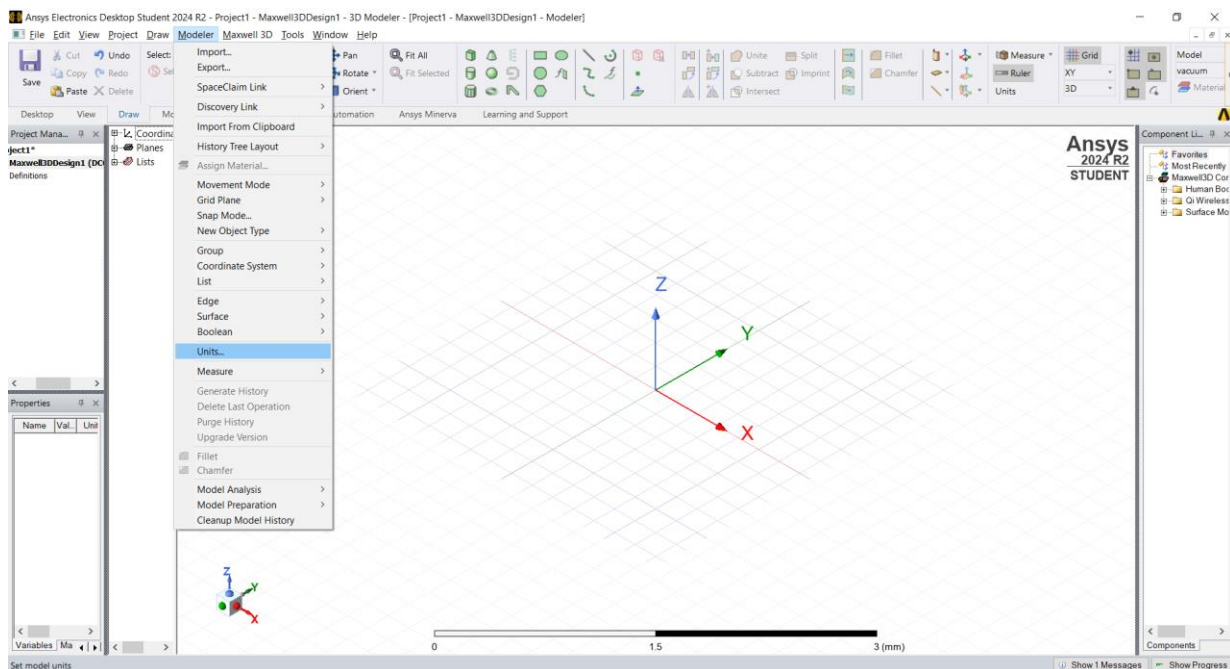 Ansys Electronics Desktop Student 2024 R2 - Project1 - Maxwell3DDesign1 - 3D Modeler - [Project1 - Maxwell3DDesign1 - Modeler]
File Edit View Project Draw Modeler Maxwell 3D Tools Window Help
Save
Cut
Copy
Paste
Undo
Redo
Delete
Select:
Pan
Rotate
Orient
Fit All
Fit Selected
Unite
Subtract
Intersect
Split
Imprint
Fillet
Chamfer
Measure
Ruler
Units
Grid
XY
3D
Model
vacuum
Material
Desktop View Draw
Ansys Minerva Learning and Support
Import...
Export...
SpaceClaim Link
Discovery Link
Import From Clipboard
History Tree Layout
Assign Material...
Movement Mode
Grid Plane
Snap Mode...
New Object Type
Group
Coordinate System
List
Edge
Surface
Boolean
Units...
Measure
Generate History
Delete Last Operation
Purge History
Upgrade Version
Fillet
Chamfer
Model Analysis
Model Preparation
Cleanup Model History
Project Mana...
ject1*
Maxwell3DDesign1 (DC
Definitions
Coordina
Planes
Lists
Properties
Name Val... Unit
Variables Ma
Ansys
2024 R2
STUDENT
Z
Y
X
Z
Y
X
0 1.5 3 (mm)
Component Li...
Favorites
Most Recently
Maxwell3D Cor
Human Boc
Qi Wireless
Surface Mo
Components
Set model units
Show 1 Messages Show Progress